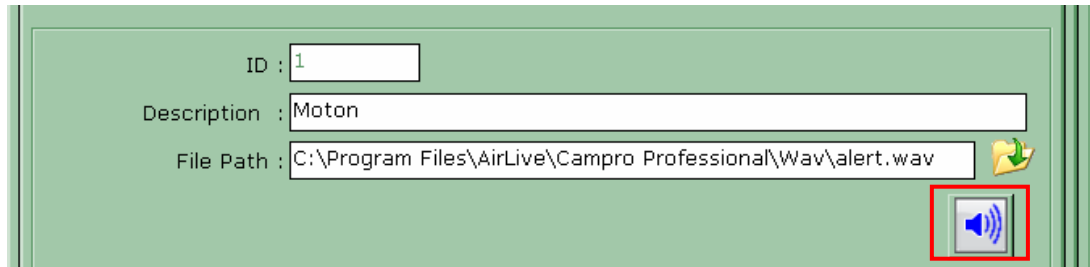 ID : 1
Description : Moton
File Path : C:\Program Files\AirLive\Campro Professional\Wav\alert.wav